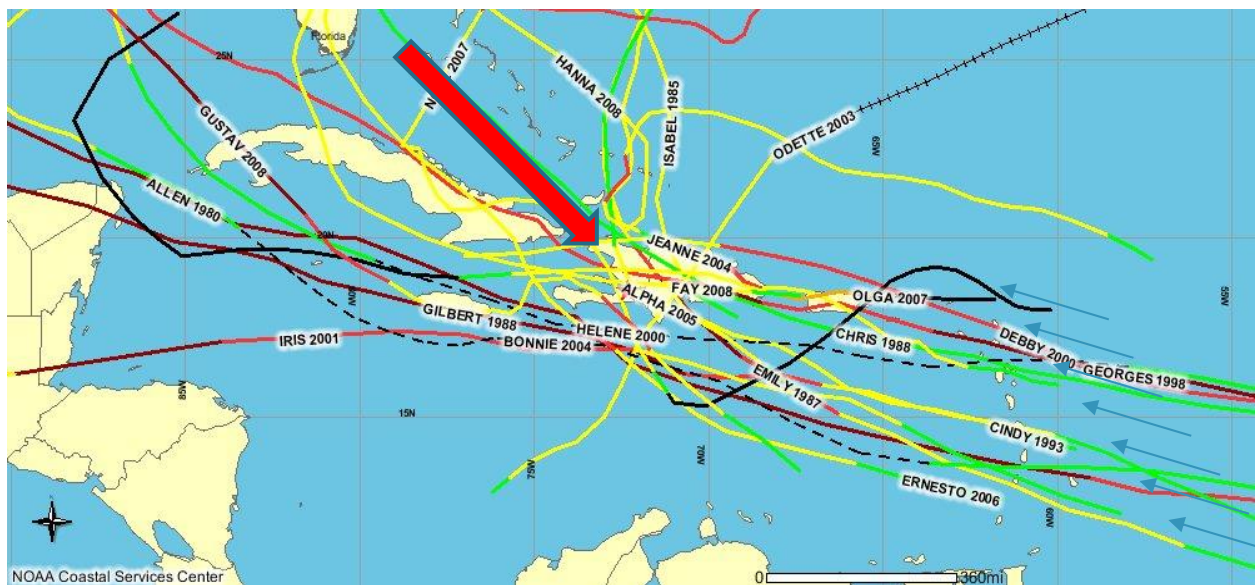 Florida
25N
N
2007
HANNA 2008
ISABEL 1985
ODETTE 2003
65W
GUSTAV 2008
ALLEN 1980
20N
80W
JEANNE 2004
FAY 2008
ALPHA 2005
OLGA 2007
55W
GILBERT 1988
HELENE 2000
IRIS 2001
BONNIE 2004
CHRIS 1988
DEBBY 2000
GEORGES 1998
EMILY 1987
85W
15N
CINDY 1993
70W
75W
ERNESTO 2006
60W
NOAA Coastal Services Center
0 360mi